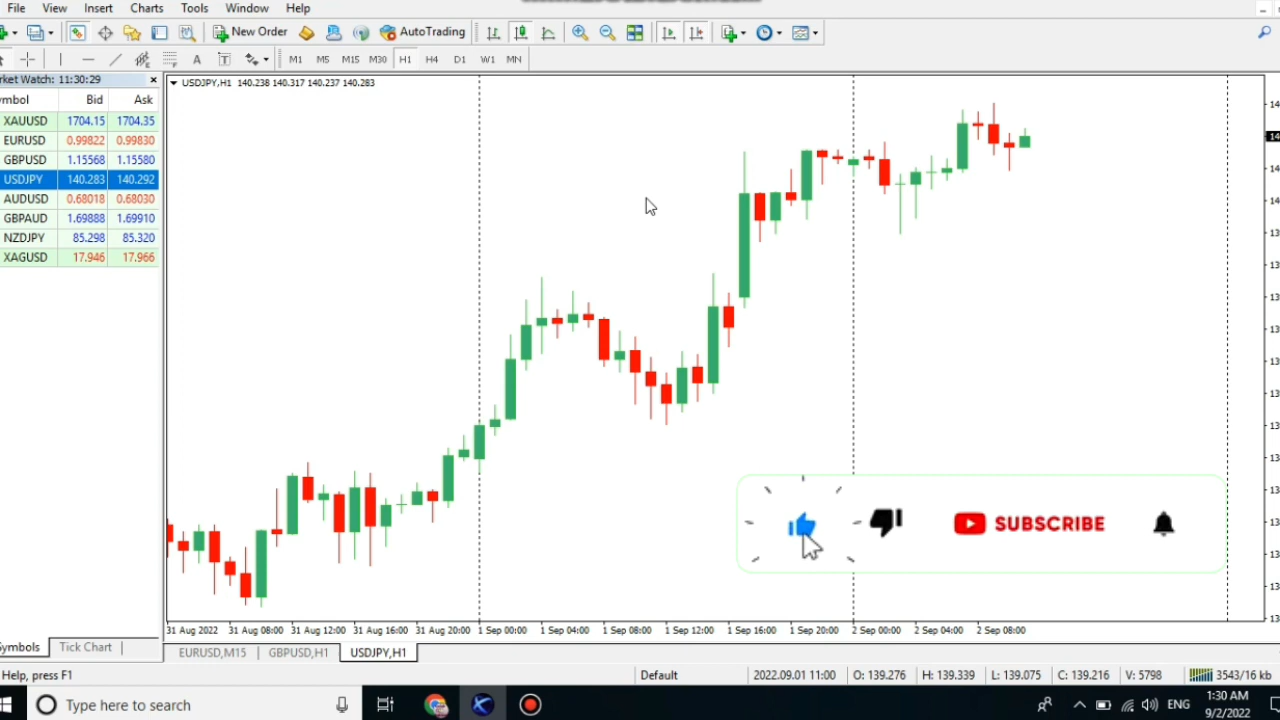 File View Insert Charts Tools Window Help
New Order AutoTrading
A T M1 M5 M15 M30 H1 H4 D1 W1 MN
rket Watch: 11:30:29
USDJPY,H1 140.238 140.317 140.237 140.283
ymbol Bid Ask
XAUUSD 1704.15 1704.35
EURUSD 0.99822 0.99830
GBPUSD 1.15568 1.15580
USDJPY 140.283 140.292
AUDUSD 0.68018 0.68030
GBPAUD 1.69888 1.69910
NZDJPY 85.298 85.320
XAGUSD 17.946 17.966
SUBSCRIBE
31 Aug 2022 31 Aug 08:00 31 Aug 12:00 31 Aug 16:00 31 Aug 20:00 1 Sep 00:00 1 Sep 04:00 1 Sep 08:00 1 Sep 12:00 1 Sep 16:00 1 Sep 20:00 2 Sep 00:00 2 Sep 04:00 2 Sep 08:00
Symbols Tick Chart
EURUSD,M15 GBPUSD,H1 USDJPY,H1
Help, press F1 Default 2022.09.01 11:00 O: 139.276 H: 139.339 L: 139.075 C: 139.216 V: 5798 3543/16 kb
Type here to search ENG 1:30 AM
9/2/2022